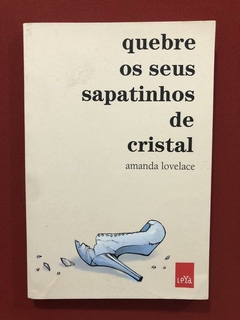 quebre
os seus
sapatinhos
de
cristal
amanda lovelace
LeYa